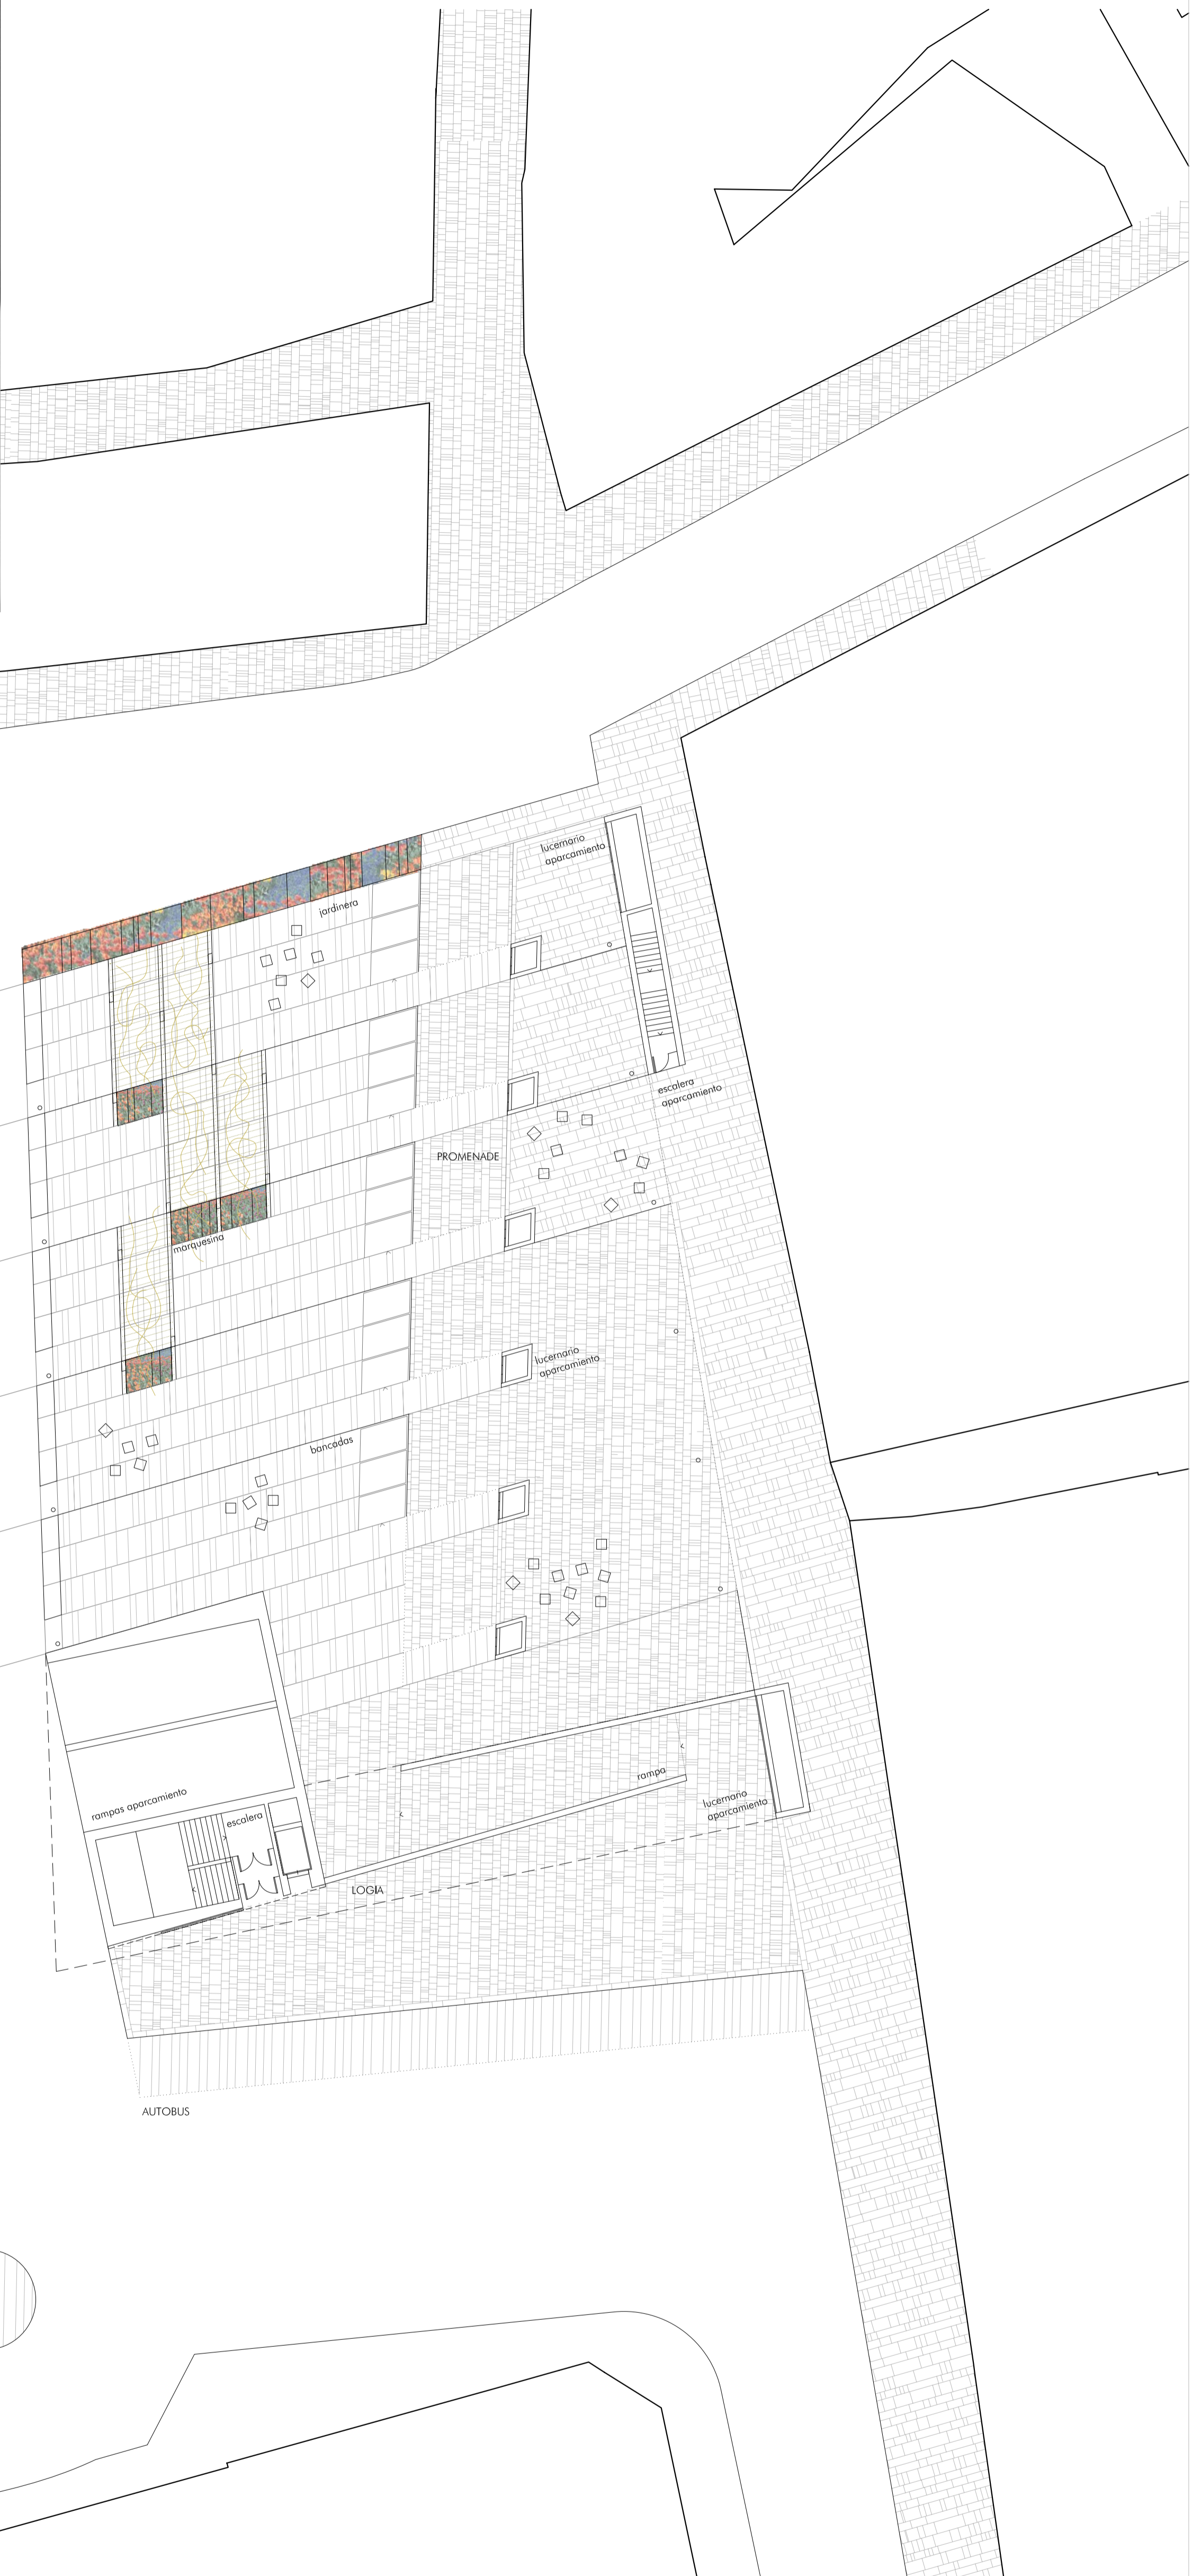 lucernario
aparcamiento
jardinera
escalera
aparcamiento
PROMENADE
marquesina
lucernario
aparcamiento
bancadas
rampa
rampas aparcamiento
lucernario
aparcamiento
escalera
LOGIA
AUTOBUS